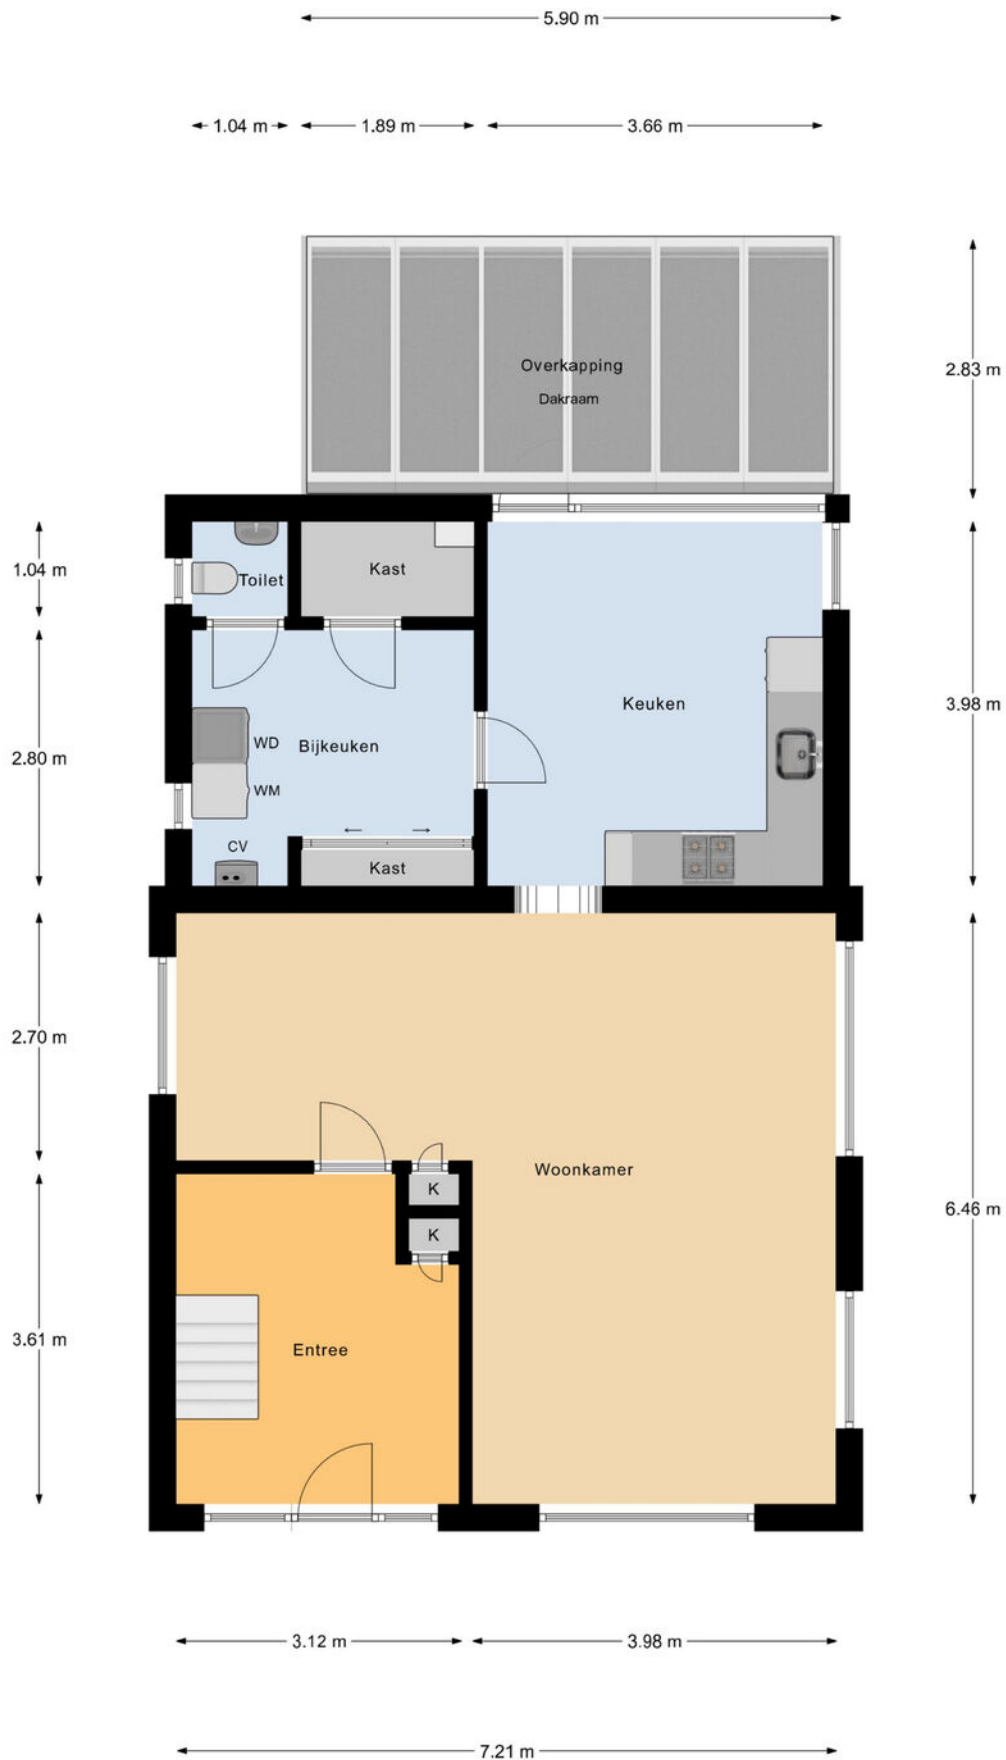 5.90 m
1.04 m
1.89 m
3.66 m
Overkapping
Dakraam
2.83 m
1.04 m
Toilet
Kast
Keuken
3.98 m
WD
Bijkeuken
2.80 m
WM
CV
Kast
2.70 m
Woonkamer
K
6.46 m
K
3.61 m
Entree
3.12 m
3.98 m
7.21 m